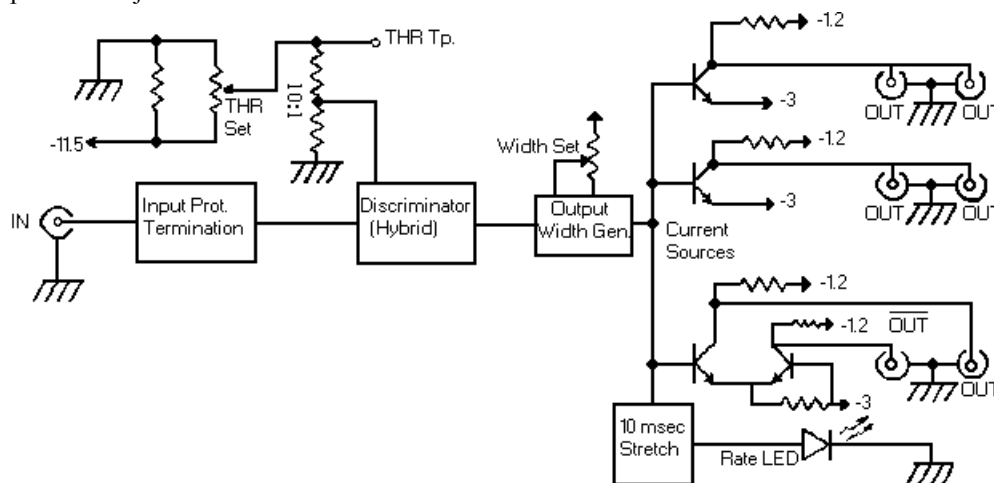 -1.2
THR Tp.
10:1
THR
Set
-11.5
-3
OUT
OUT
Width Set
-1.2
IN
Input Prot.
Termination
Discriminator
(Hybrid)
Output
Width Gen.
-3
OUT
OUT
Current
Sources
-1.2
-1.2
OUT
OUT
-3
10 msec
Stretch
Rate LED